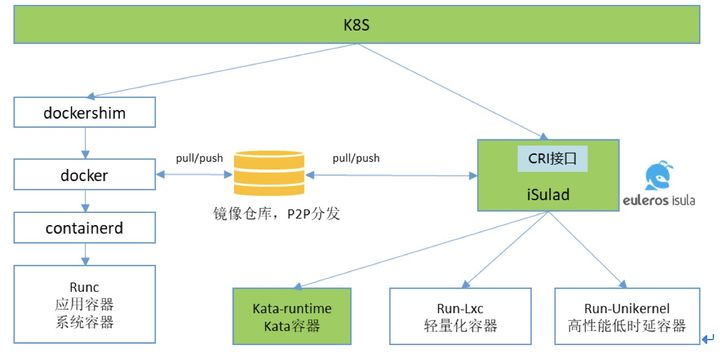 K8S
dockershim
docker
containerd
Runc
应用容器
系统容器
pull/push
镜像仓库，P2P分发
pull/push
CRI接口
iSulad
euleros isula
Kata-runtime
Kata容器
Run-Lxc
轻量化容器
Run-Unikernel
高性能低时延容器